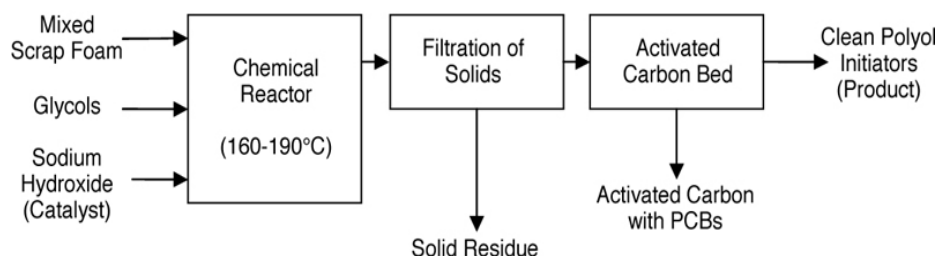 Mixed
Scrap Foam
Glycols
Sodium
Hydroxide
(Catalyst)
Chemical
Reactor
(160-190°C)
Filtration of
Solids
Solid Residue
Activated
Carbon Bed
Activated Carbon
with PCBs
Clean Polyol
Initiators
(Product)